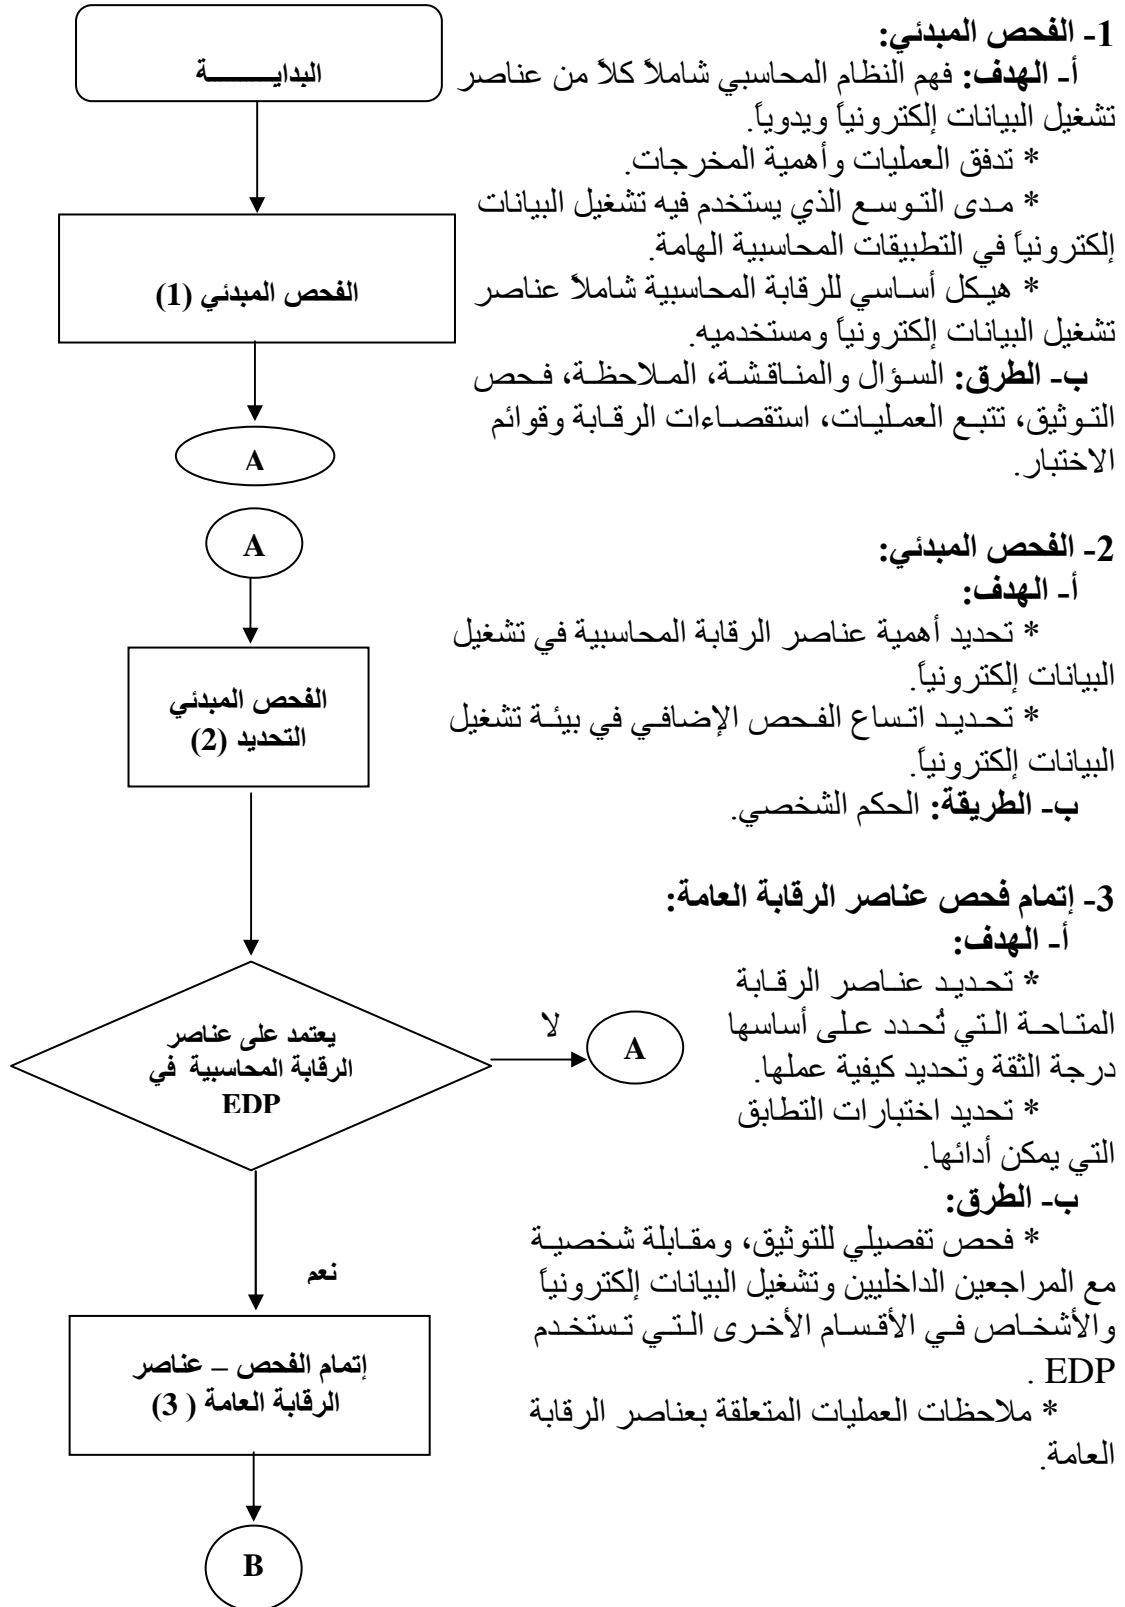 1- الفحص المبدئي:
أ- الهدف: فهم النظام المحاسبي شاملاً كلاً من عناصر
تشغيل البيانات إلكترونياً ويدوياً.
* تدفق العمليات وأهمية المخرجات.
* مدى التوسع الذي يستخدم فيه تشغيل البيانات
إلكترونياً في التطبيقات المحاسبية الهامة.
* هيكل أساسي للرقابة المحاسبية شاملاً عناصر
تشغيل البيانات إلكترونياً ومستخدميه.
ب- الطرق: السؤال والمناقشة، الملاحظة، فحص
التوثيق، تتبع العمليات، استقصاءات الرقابة وقوائم
الاختبار.
2- الفحص المبدئي:
أ- الهدف:
* تحديد أهمية عناصر الرقابة المحاسبية في تشغيل
البيانات إلكترونياً.
* تحديد اتساع الفحص الإضافي في بيئة تشغيل
البيانات إلكترونياً.
ب- الطريقة: الحكم الشخصي.
3- إتمام فحص عناصر الرقابة العامة:
أ- الهدف:
* تحديد عناصر الرقابة
المتاحة التي تُحدد على أساسها
درجة الثقة وتحديد كيفية عملها.
* تحديد اختبارات التطابق
التي يمكن أدائها.
ب- الطرق:
* فحص تفصيلي للتوثيق، ومقابلة شخصية
مع المراجعين الداخليين وتشغيل البيانات إلكترونياً
والأشخاص في الأقسام الأخرى التي تستخدم
EDP .
* ملاحظات العمليات المتعلقة بعناصر الرقابة
العامة.
البدايــــــــــة
الفحص المبدئي (1)
A
A
الفحص المبدئي
التحديد (2)
يعتمد على عناصر
الرقابة المحاسبية في
EDP
لا
A
نعم
إتمام الفحص – عناصر
الرقابة العامة ( 3)
B